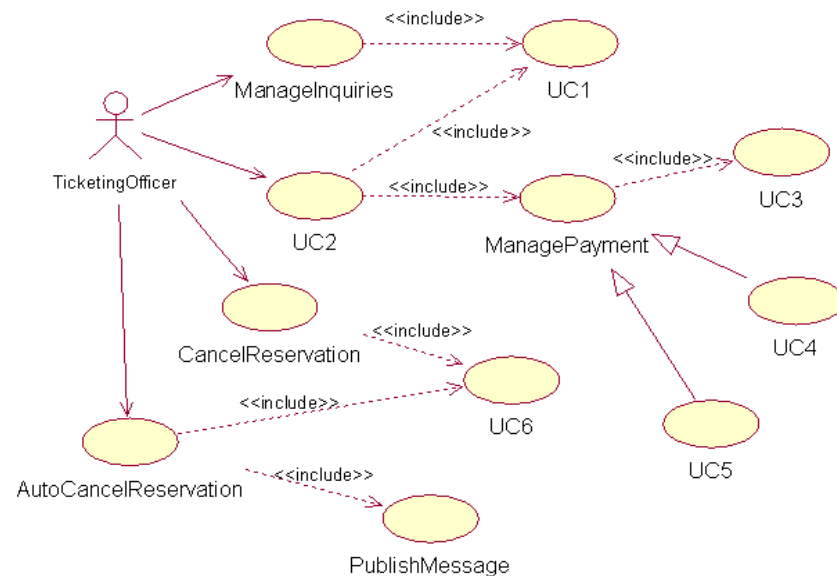 <<include>>
ManageInquiries
UC1
<<include>>
<<include>>
TicketingOfficer
<<include>>
UC3
UC2
ManagePayment
<<include>>
CancelReservation
UC4
<<include>>
UC6
UC5
<<include>>
AutoCancelReservation
PublishMessage